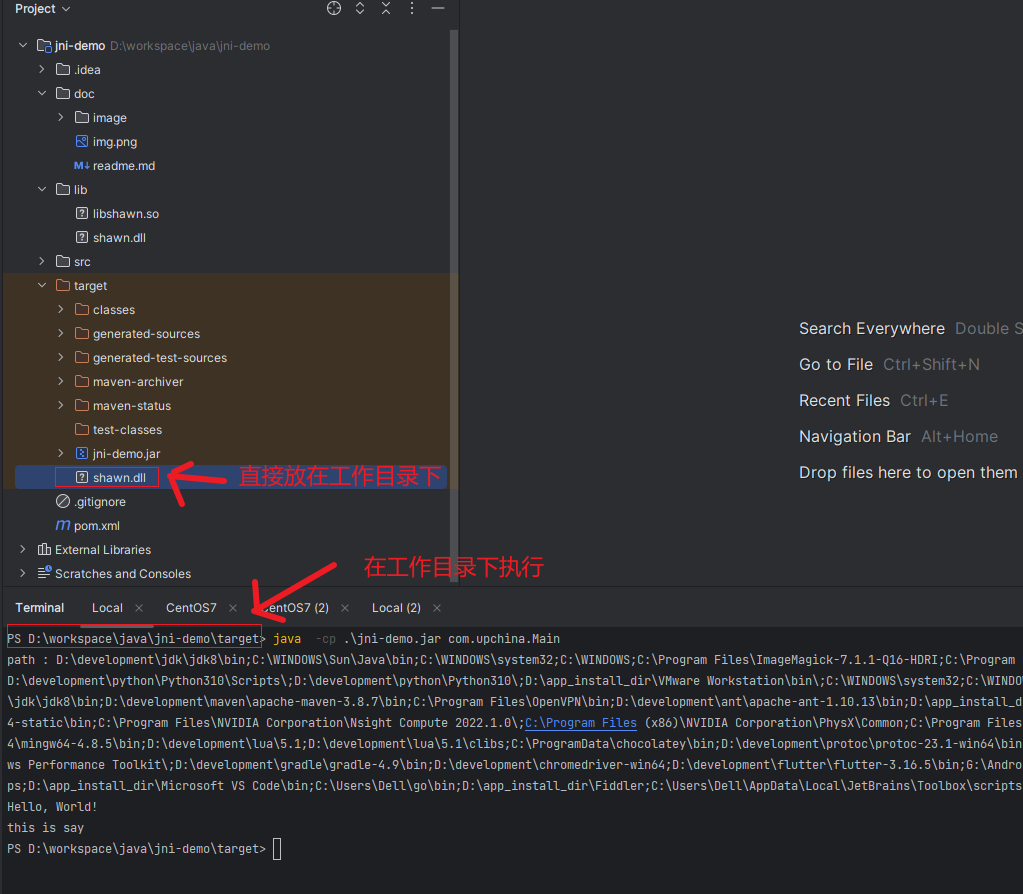 Project
jni-demo D:\workspace\java\jni-demo
.idea
doc
image
img.png
M↓ readme.md
lib
? libshawn.so
? shawn.dll
src
target
classes
generated-sources
generated-test-sources
maven-archiver
maven-status
test-classes
jni-demo.jar
? shawn.dll
直接放在工作目录下
.gitignore
m pom.xml
External Libraries
Scratches and Consoles
Search Everywhere Double S
Go to File Ctrl+Shift+N
Recent Files Ctrl+E
Navigation Bar Alt+Home
Drop files here to open them
在工作目录下执行
Terminal Local CentOS7 CentOS7 (2) Local (2)
PS D:\workspace\java\jni-demo\target> java -cp .\jni-demo.jar com.upchina.Main
path : D:\development\jdk\jdk8\bin;C:\WINDOWS\Sun\Java\bin;C:\WINDOWS\system32;C:\WINDOWS;C:\Program Files\ImageMagick-7.1.1-Q16-HDRI;C:\Program
D:\development\python\Python310\Scripts\;D:\development\python\Python310\;D:\app_install_dir\VMware Workstation\bin\;C:\WINDOWS\system32;C:\WINDO
\jdk\jdk8\bin;D:\development\maven\apache-maven-3.8.7\bin;C:\Program Files\OpenVPN\bin;D:\development\ant\apache-ant-1.10.13\bin;D:\app_install_d
4-static\bin;C:\Program Files\NVIDIA Corporation\Nsight Compute 2022.1.0\;C:\Program Files (x86)\NVIDIA Corporation\PhysX\Common;C:\Program Files
4\mingw64-4.8.5\bin;D:\development\lua\5.1;D:\development\lua\5.1\clibs;C:\ProgramData\chocolatey\bin;D:\development\protoc\protoc-23.1-win64\bin
ws Performance Toolkit\;D:\development\gradle\gradle-4.9\bin;D:\development\chromedriver-win64;D:\development\flutter\flutter-3.16.5\bin;G:\Andro
ps;D:\app_install_dir\Microsoft VS Code\bin;C:\Users\Dell\go\bin;D:\app_install_dir\Fiddler;C:\Users\Dell\AppData\Local\JetBrains\Toolbox\scripts
Hello, World!
this is say
PS D:\workspace\java\jni-demo\target>